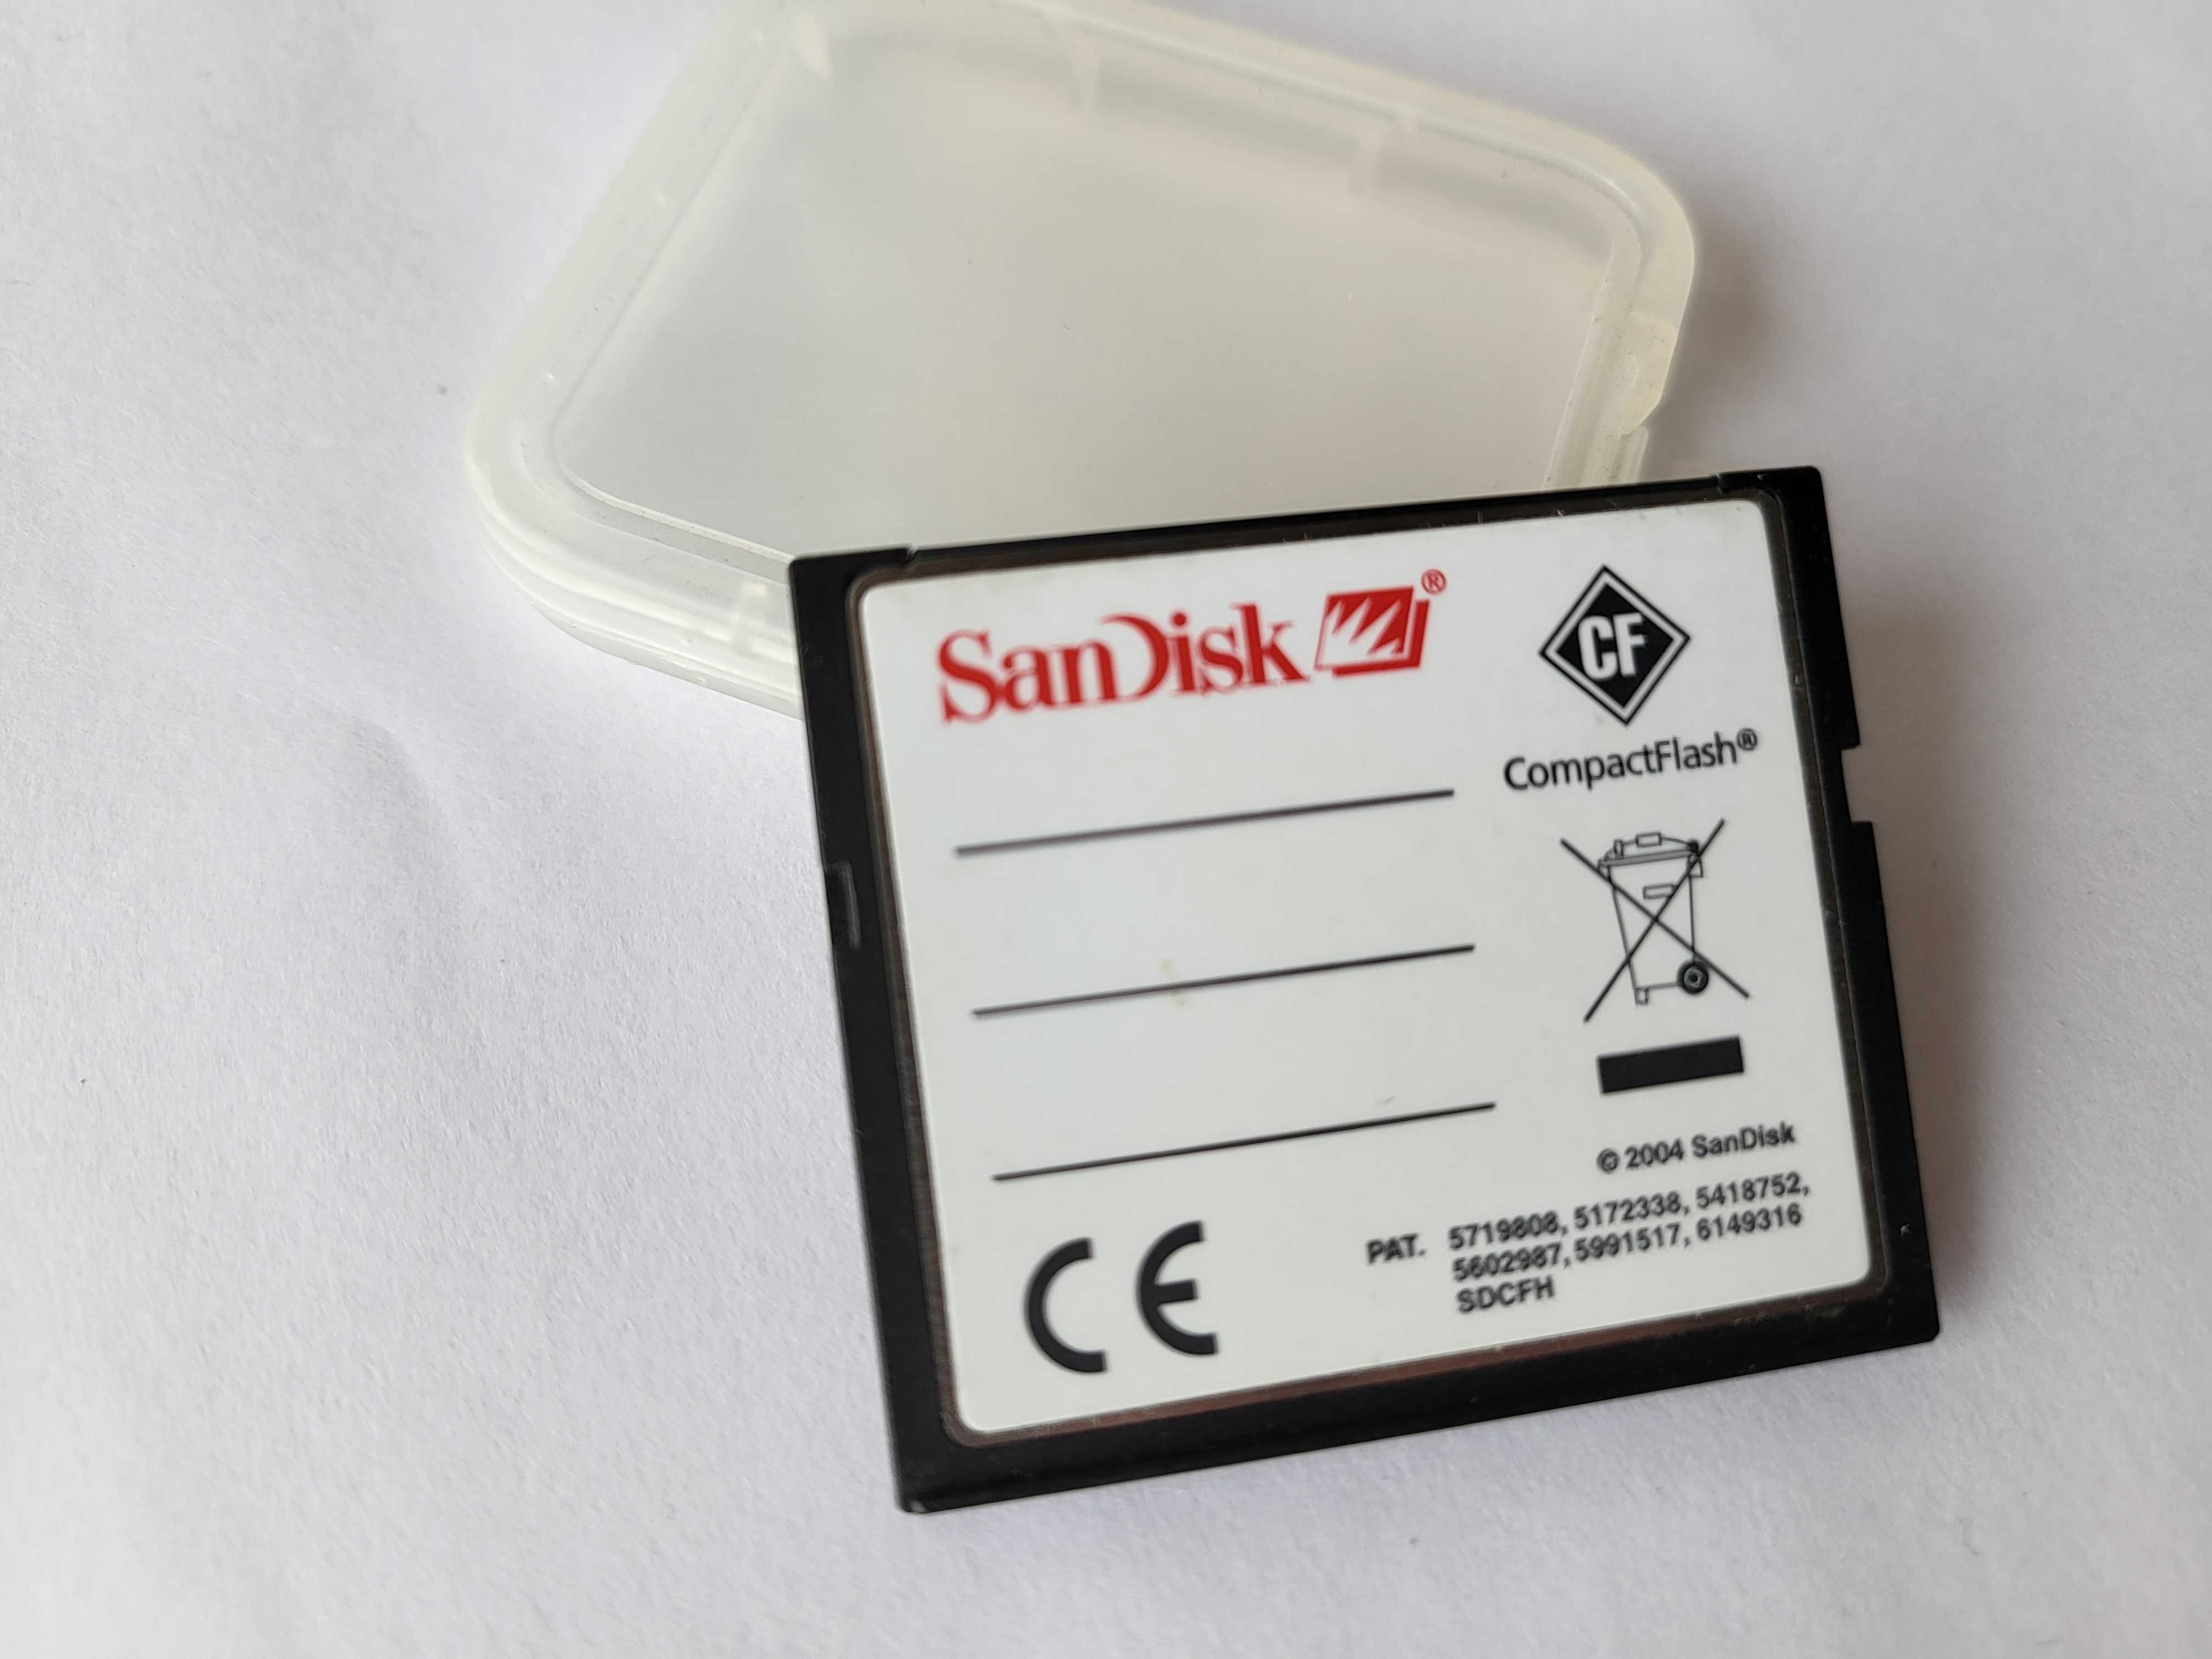 SanDisk ®
CF
CompactFlash®
© 2004 SanDisk
PAT. 5719808, 5172338, 5418752,
5602987, 5991517, 6149316
SDCFH
CE